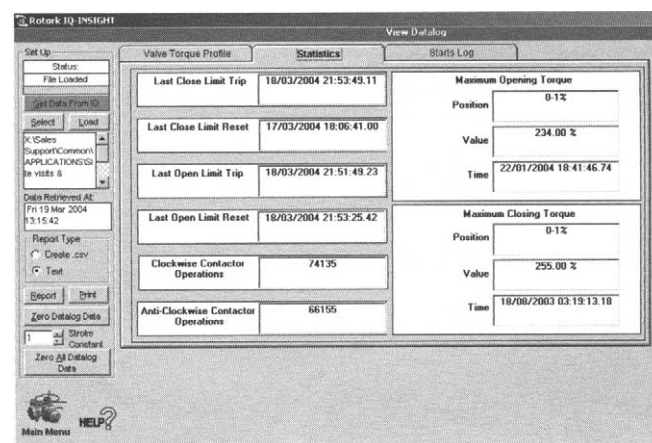 Rotork IQ-INSIGHT
View Datalog
Set Up
Status:
File Loaded
Get Data From IQ
Select Load
X:\Sales
Support\Common\
APPLICATIONS\Si
te visits &
Data Retrieved At:
Fri 19 Mar 2004
13:15:42
Report Type
Create .csv
Text
Report Print
Zero Datalog Data
1 Stroke
Constant
Zero All Datalog
Data
Main Menu HELP?
Valve Torque Profile Statistics Starts Log
Last Close Limit Trip 18/03/2004 21:53:49.11
Last Close Limit Reset 17/03/2004 18:06:41.00
Last Open Limit Trip 18/03/2004 21:51:49.23
Last Open Limit Reset 18/03/2004 21:53:25.42
Clockwise Contactor
Operations 74135
Anti-Clockwise Contactor
Operations 66155
Maximum Opening Torque
Position 0-1%
Value 234.00 %
Time 22/01/2004 18:41:46.74
Maximum Closing Torque
Position 0-1%
Value 255.00 %
Time 18/08/2003 03:19:13.18